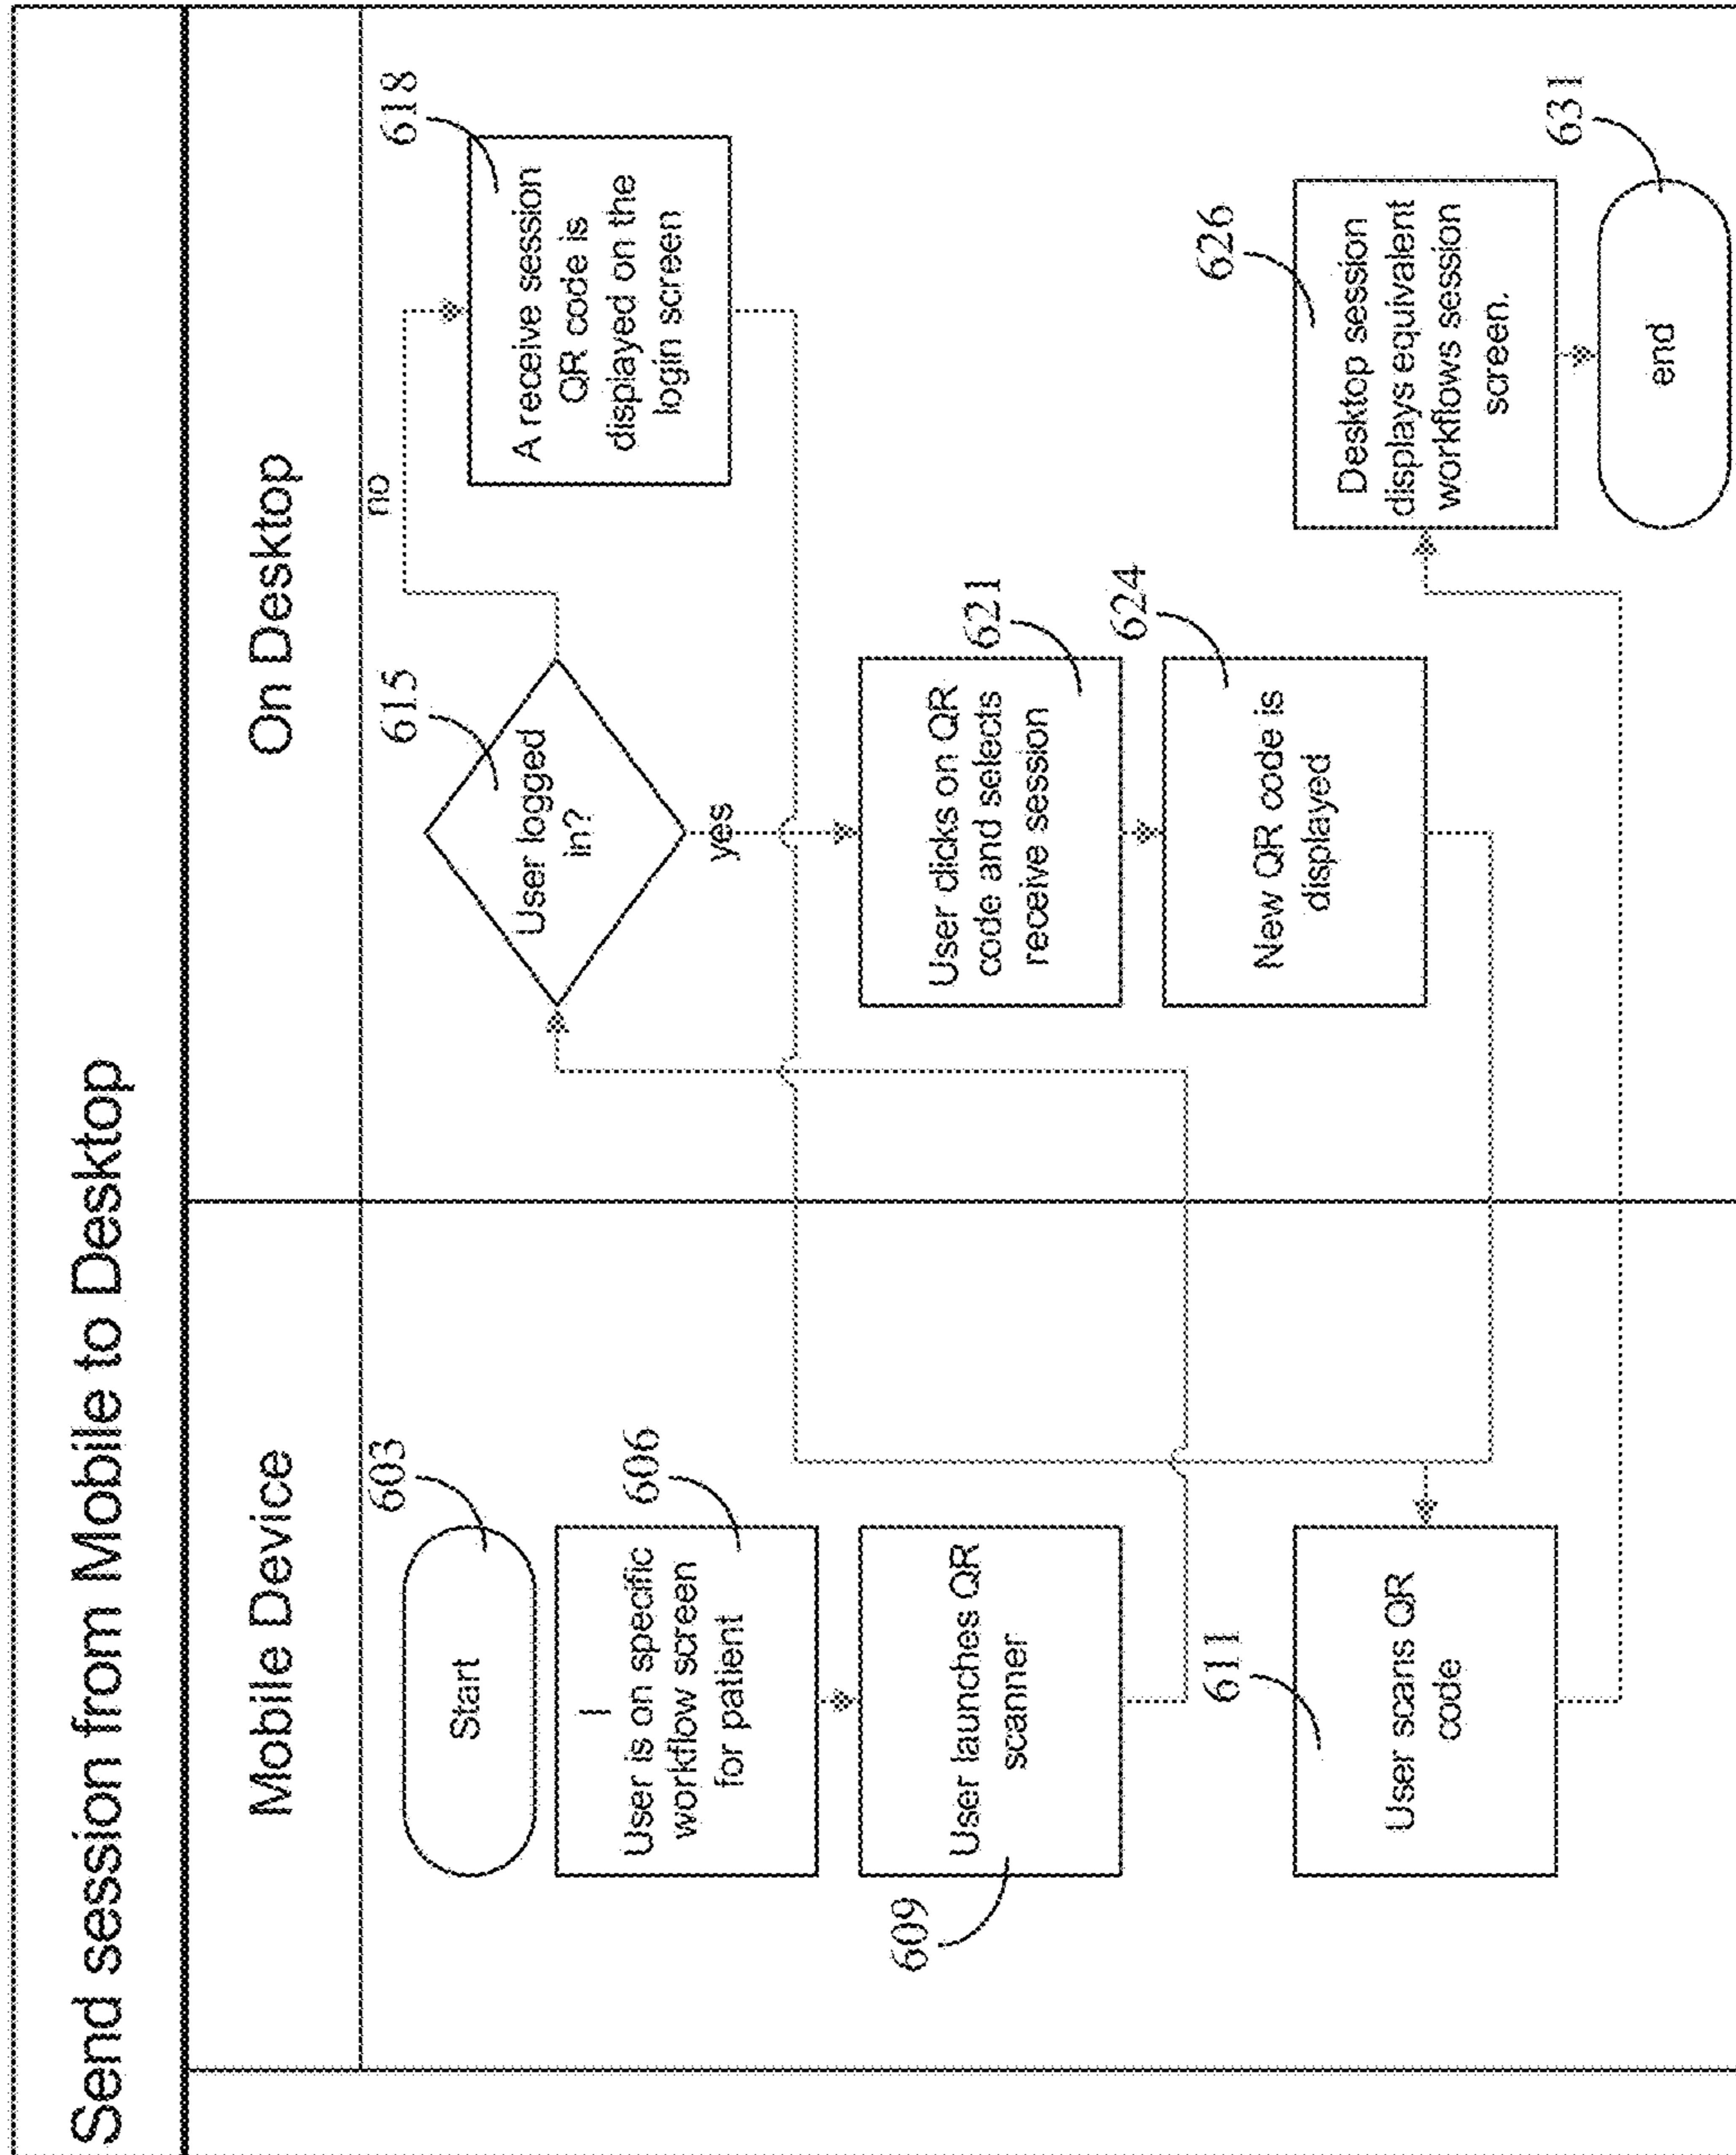 Send session from Mobile to Desktop
Mobile Device
On Desktop
603
Start
606
User is on specific
workflow screen
for patient
609
User launches QR
scanner
611
User scans QR
code
615
User logged
in?
no
yes
618
A receive session
QR code is
displayed on the
login screen
621
User clicks on QR
code and selects
receive session
624
New QR code is
displayed
626
Desktop session
displays equivalent
workflows session
screen.
631
end